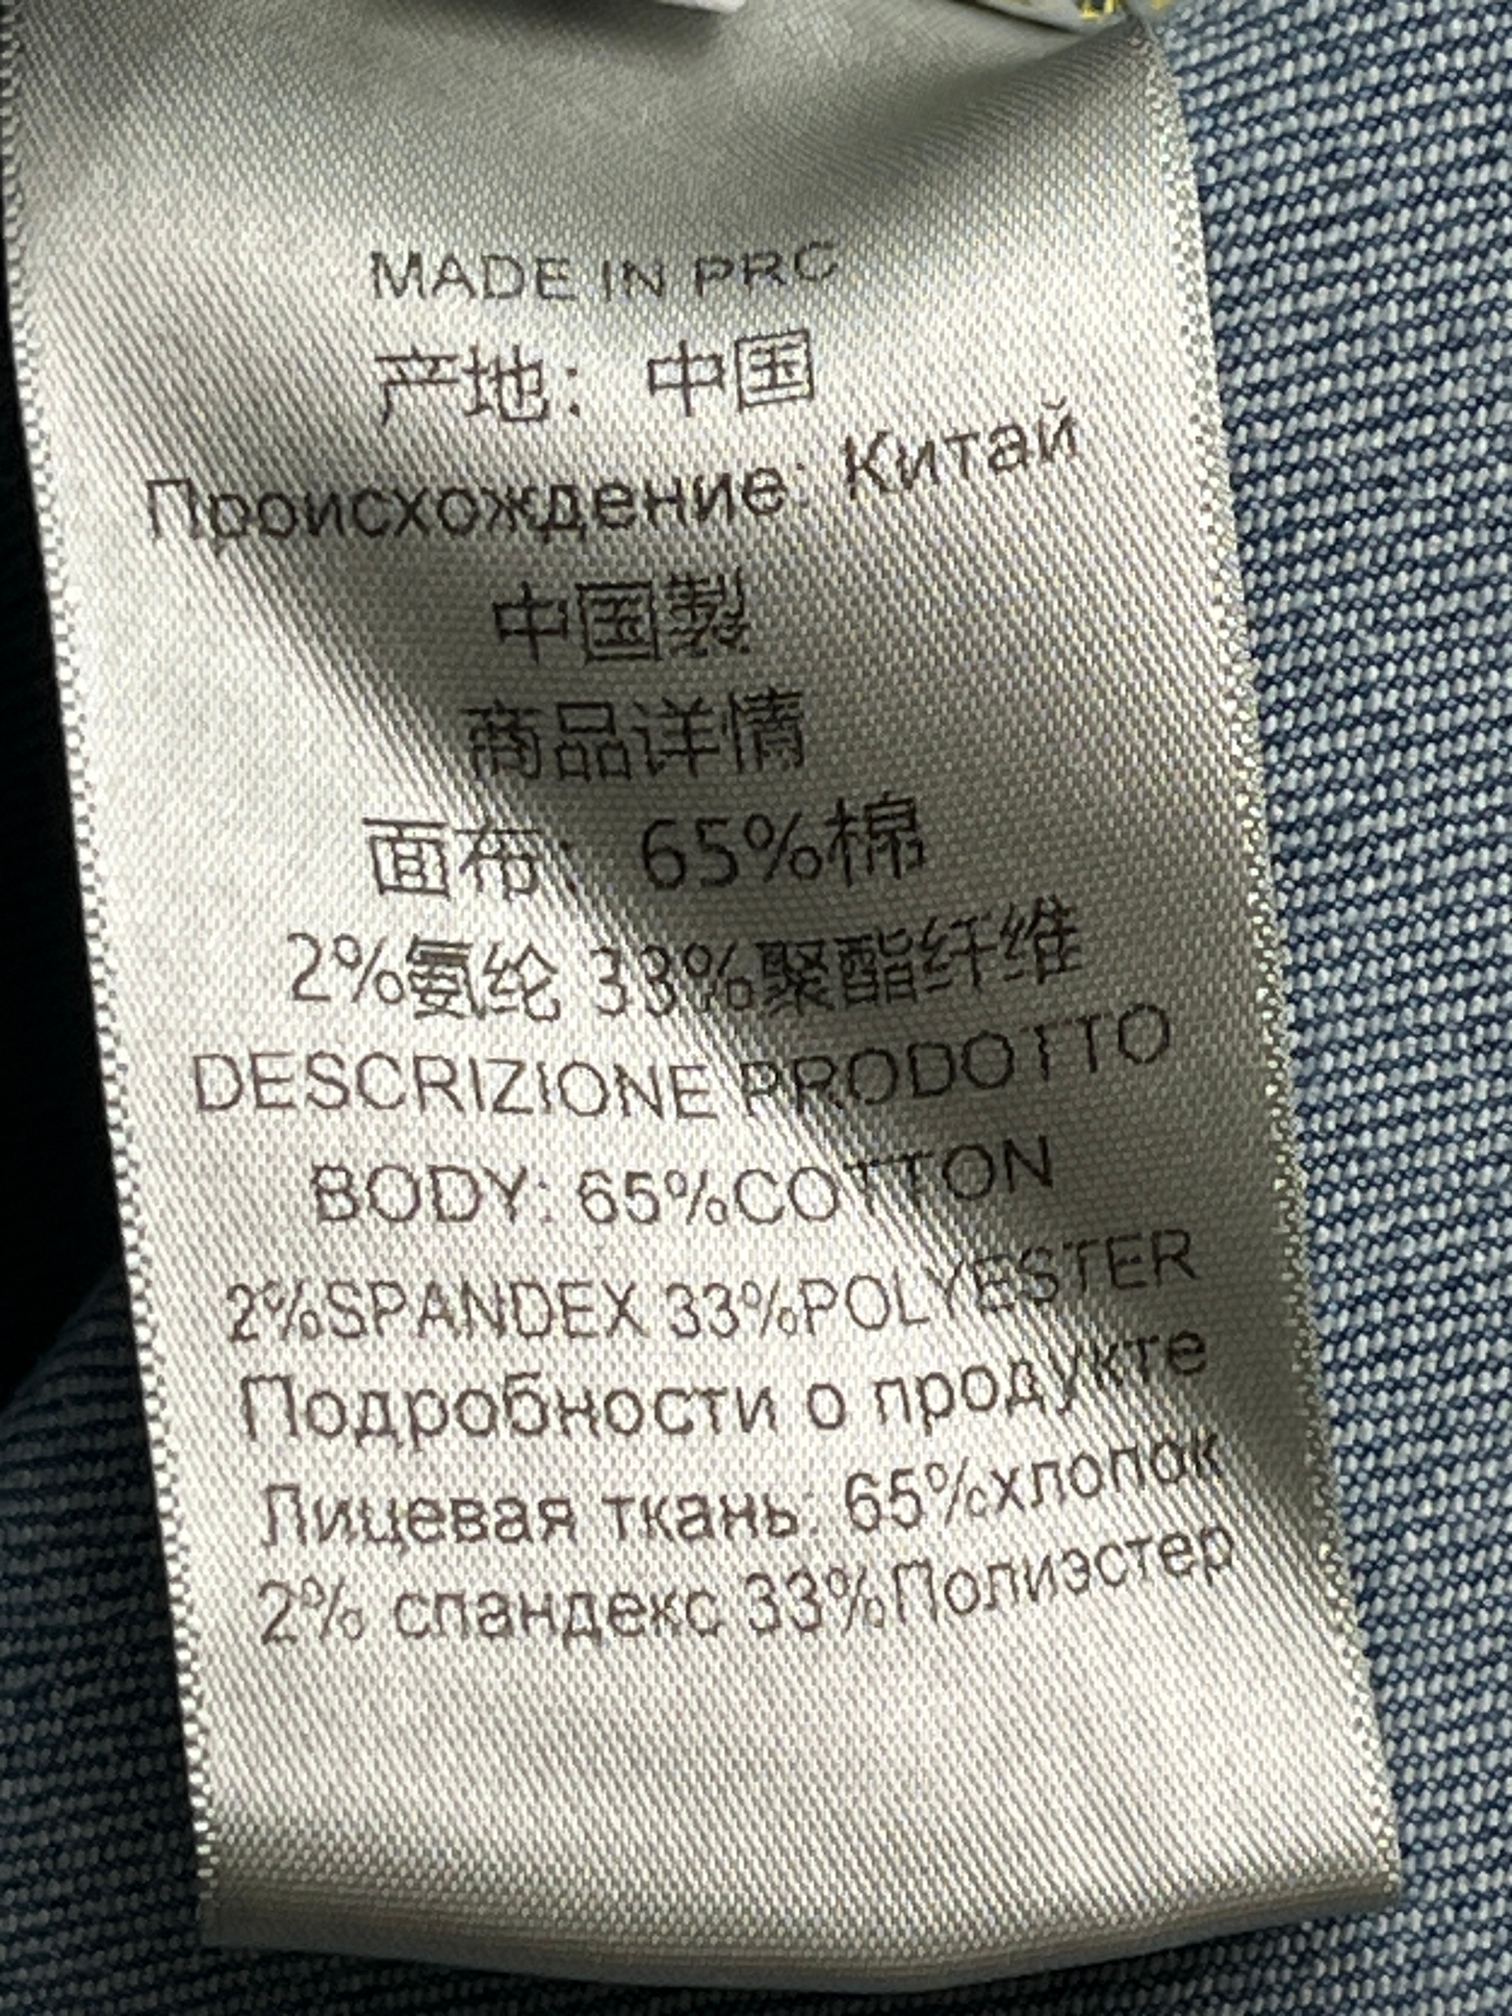 MADE IN PRC
产地: 中国
Происхождение: Китай
中国製
商品详情
面布: 65%棉
2%氨纶 33%聚酯纤维
DESCRIZIONE PRODOTTO
BODY: 65%COTTON
2%SPANDEX 33%POLYESTER
Подробности о продукте
Лицевая ткань: 65%хлопок
2% спандекс 33%Полиэстер